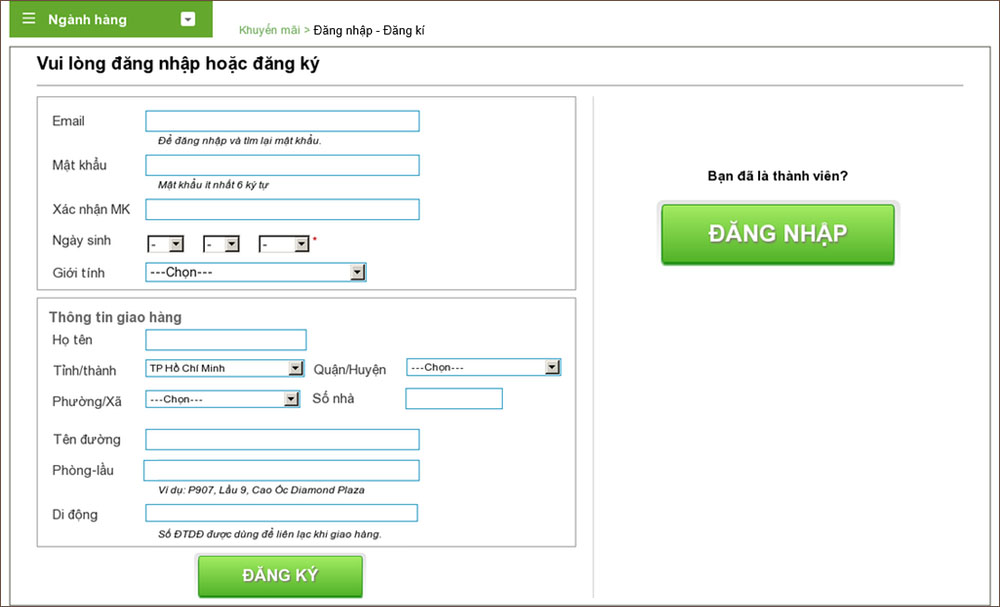 Ngành hàng
Khuyến mãi > Đăng nhập - Đăng kí
Vui lòng đăng nhập hoặc đăng ký
Email
Để đăng nhập và tìm lại mật khẩu.
Mật khẩu
Mật khẩu ít nhất 6 ký tự
Xác nhận MK
Ngày sinh - - - *
Giới tính ---Chọn---
Thông tin giao hàng
Họ tên
Tỉnh/thành TP Hồ Chí Minh Quận/Huyện ---Chọn---
Phường/Xã ---Chọn--- Số nhà
Tên đường
Phòng-lầu
Ví dụ: P907, Lầu 9, Cao Ốc Diamond Plaza
Di động
Số ĐTDĐ được dùng để liên lạc khi giao hàng.
ĐĂNG KÝ
Bạn đã là thành viên?
ĐĂNG NHẬP